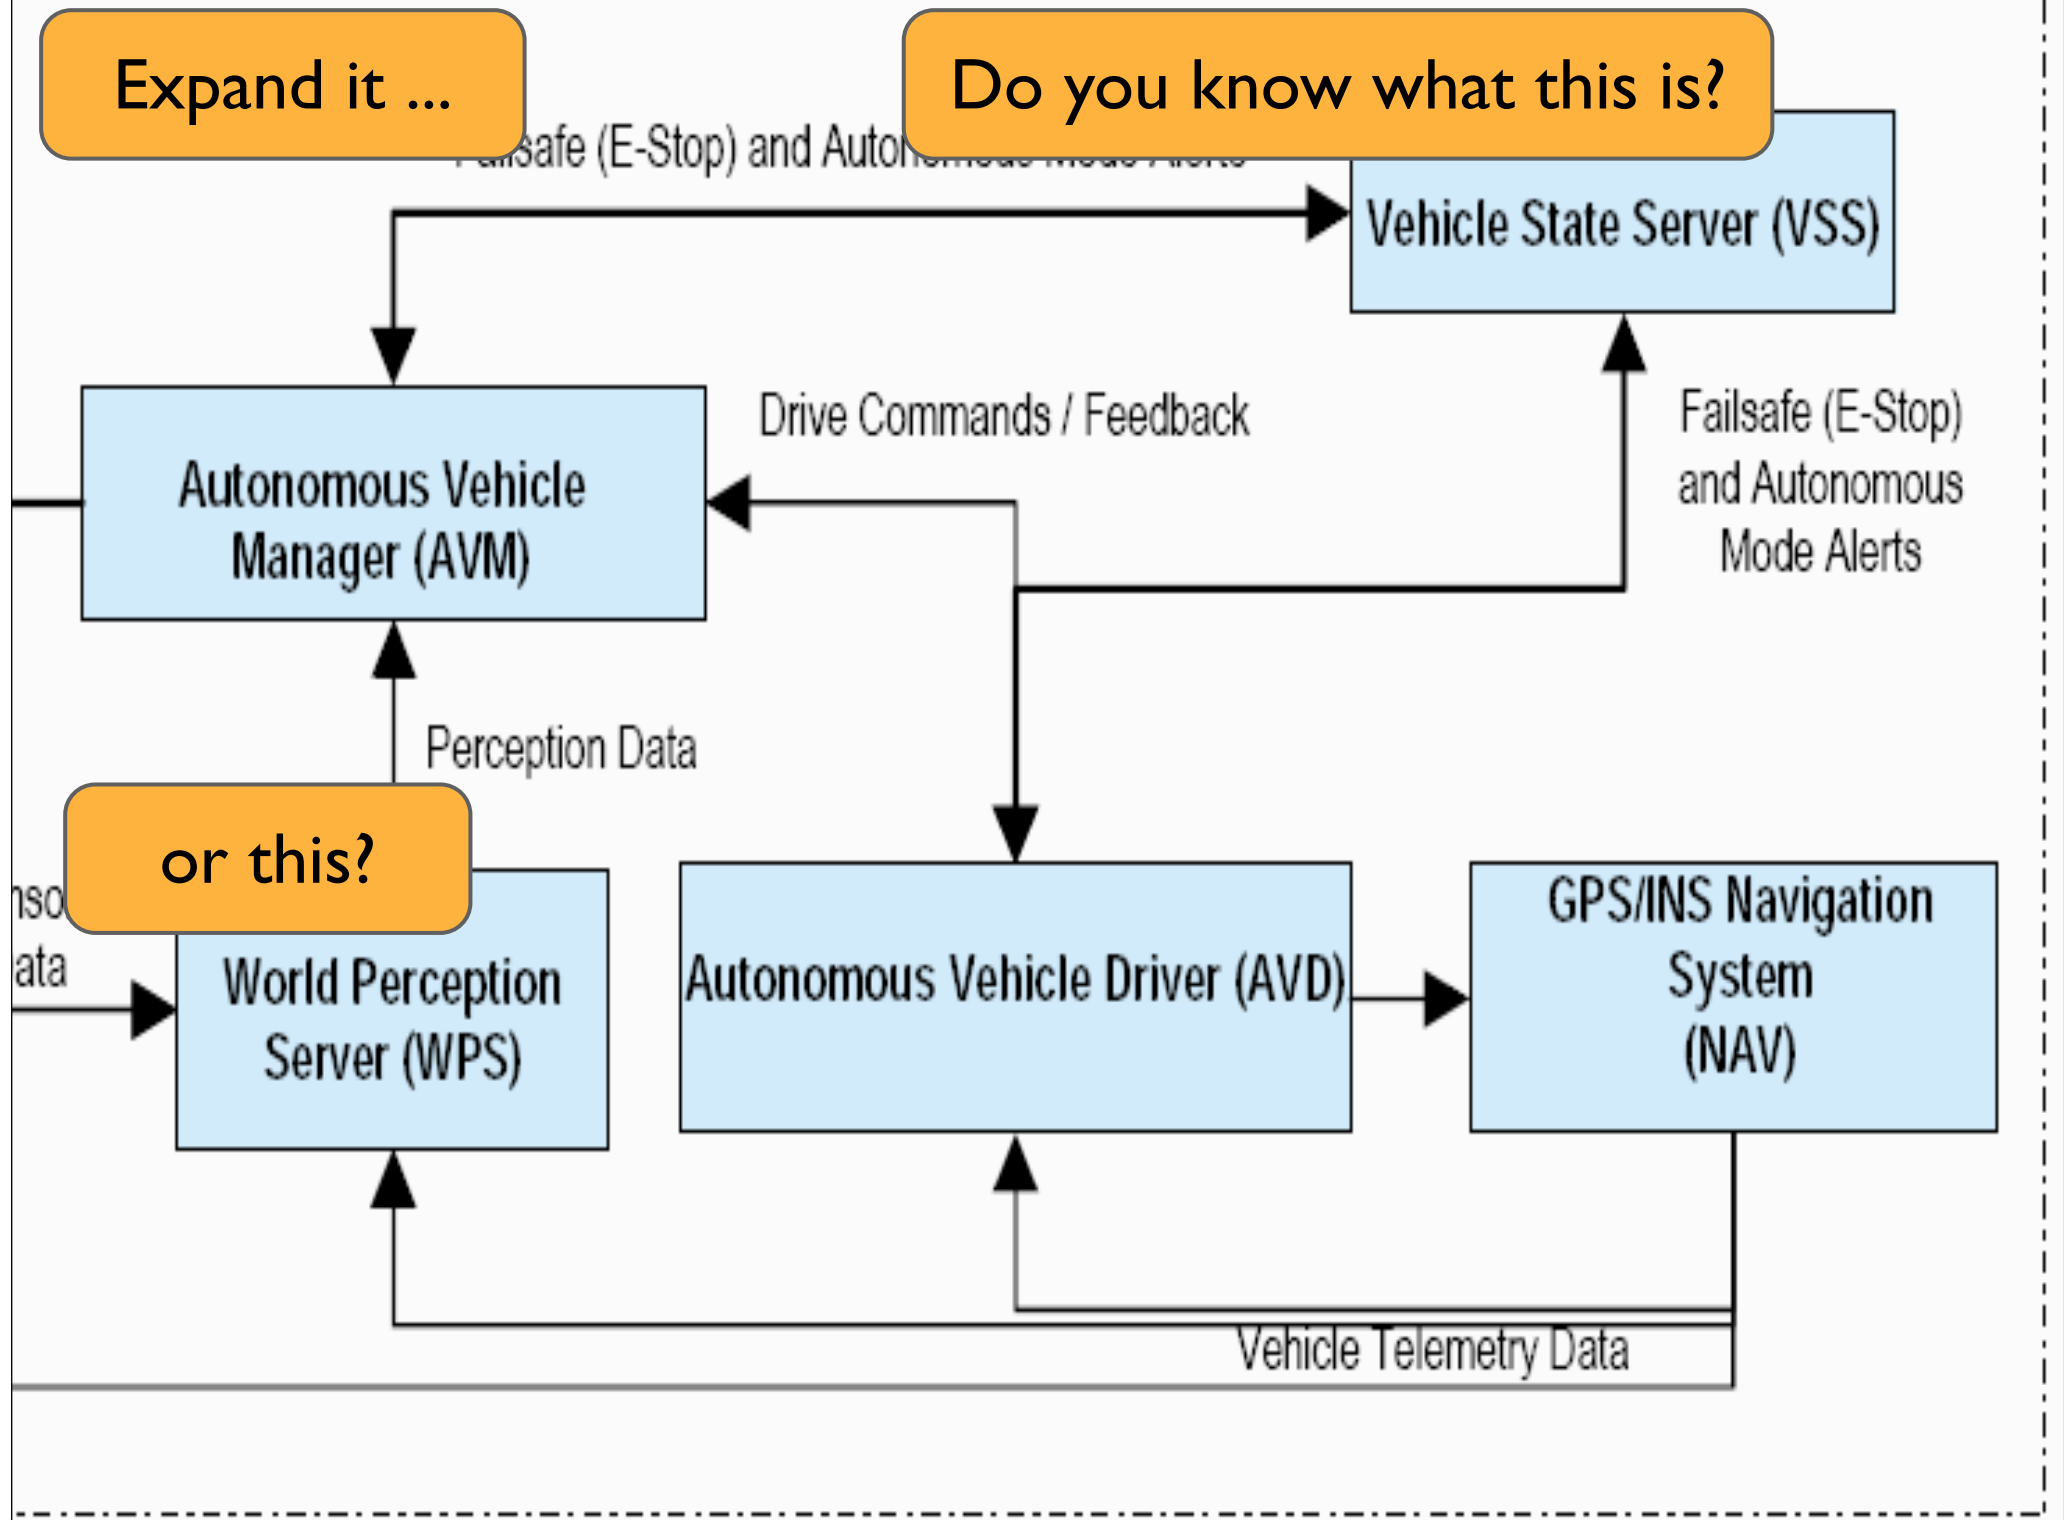 Expand it ...
Do you know what this is?
(E-Stop) and
Vehicle State Server (VSS)
Drive Commands / Feedback
Failsafe (E-Stop)
and Autonomous
Mode Alerts
Autonomous Vehicle
Manager (AVM)
Perception Data
or this?
World Perception
Server (WPS)
Autonomous Vehicle Driver (AVD)
GPS/INS Navigation
System
(NAV)
Vehicle Telemetry Data